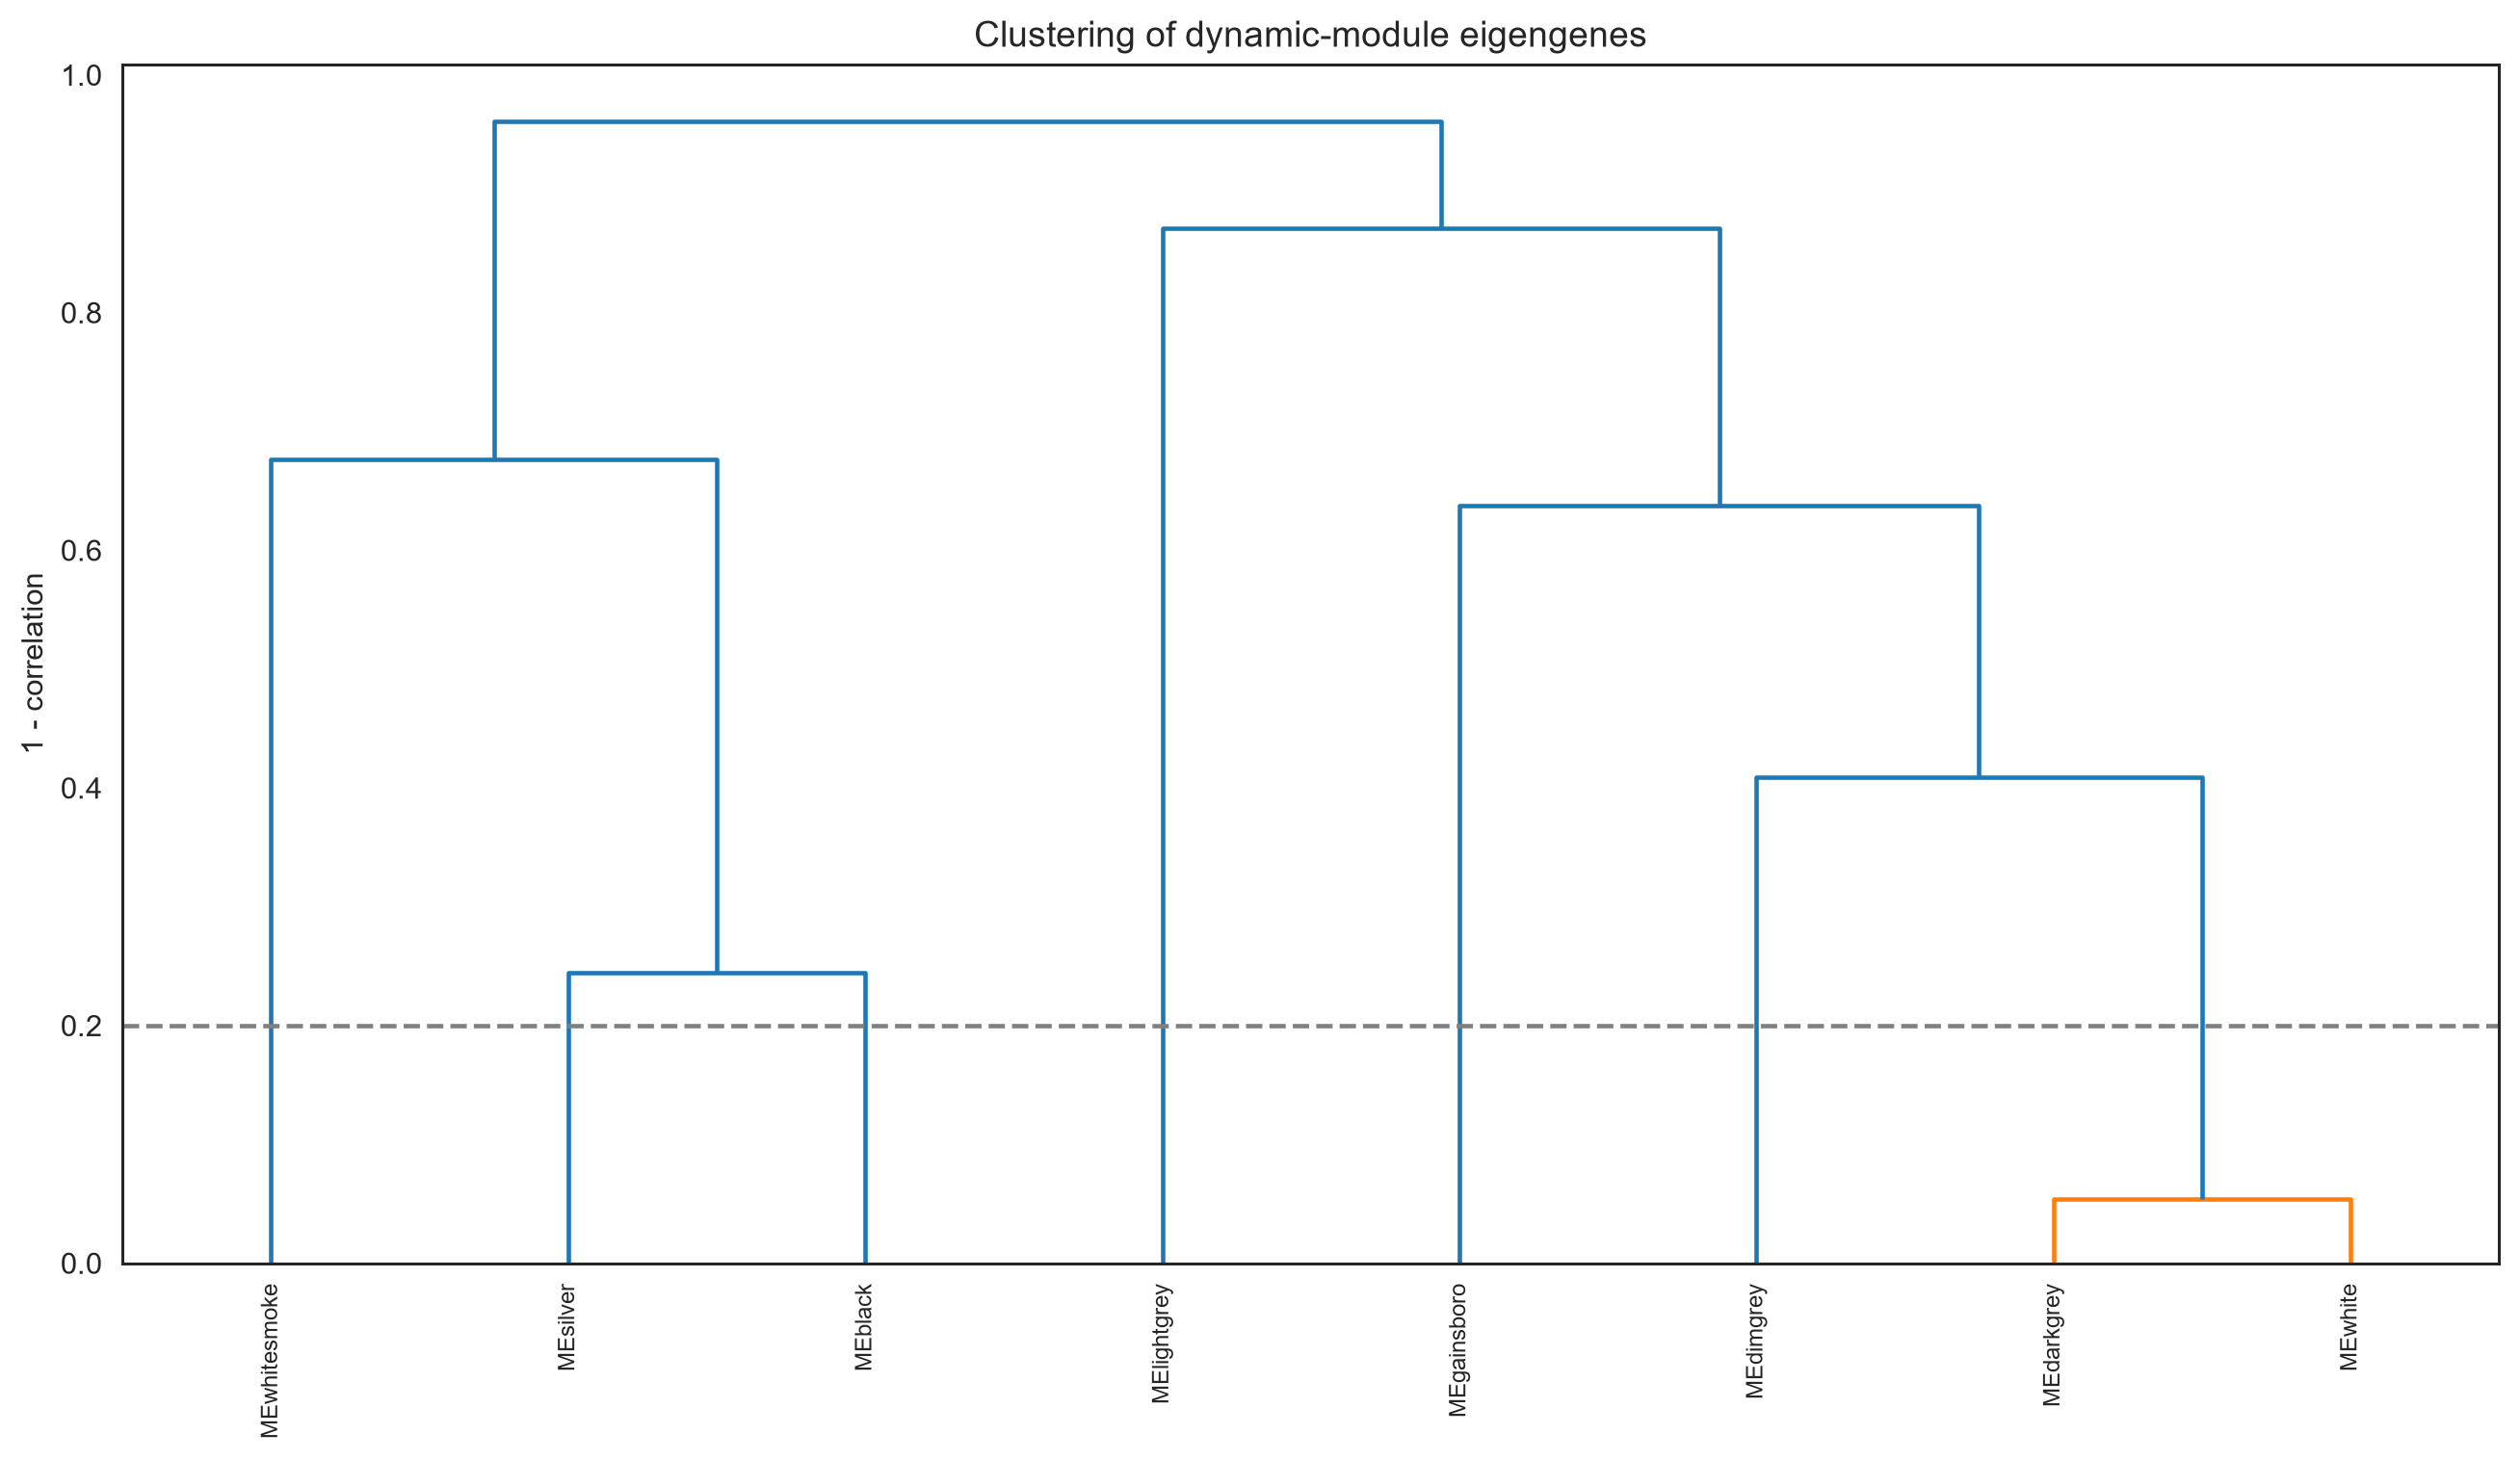 Clustering of dynamic-module eigengenes
1.0
0.8
0.6
0.4
0.2
0.0
1 - correlation
MEwhitesmoke
MEsilver
MEblack
MElightgrey
MEgainsboro
MEdimgrey
MEdarkgrey
MEwhite